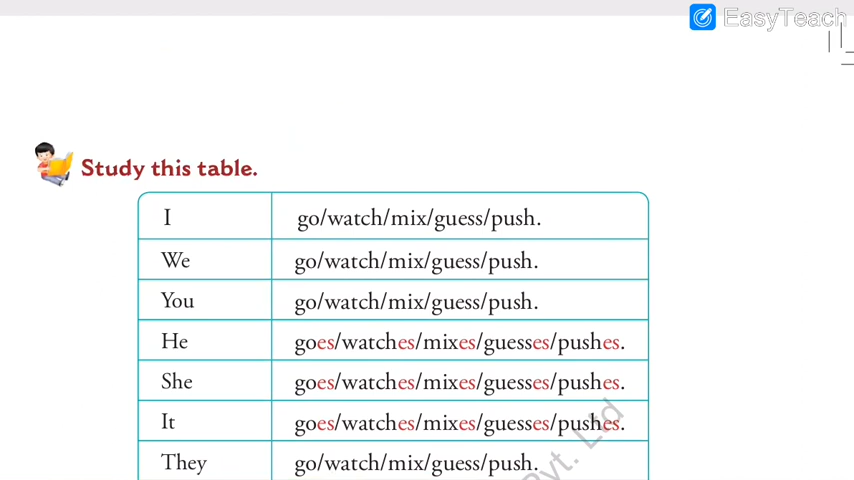 EasyTeach
Study this table.
I go/watch/mix/guess/push.
We go/watch/mix/guess/push.
You go/watch/mix/guess/push.
He goes/watches/mixes/guesses/pushes.
She goes/watches/mixes/guesses/pushes.
It goes/watches/mixes/guesses/pushes.
They go/watch/mix/guess/push.
Pvt. Ltd